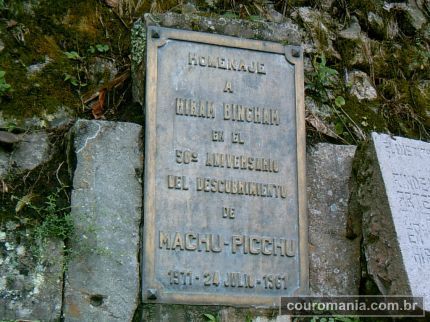 HOMENAJE
A
HIRAM BINGHAM
EN EL
50º ANIVERSARIO
DEL DESCUBRIMIENTO
DE
MACHU-PICCHU
1911 - 24 JULIO - 1961
couromania.com.br